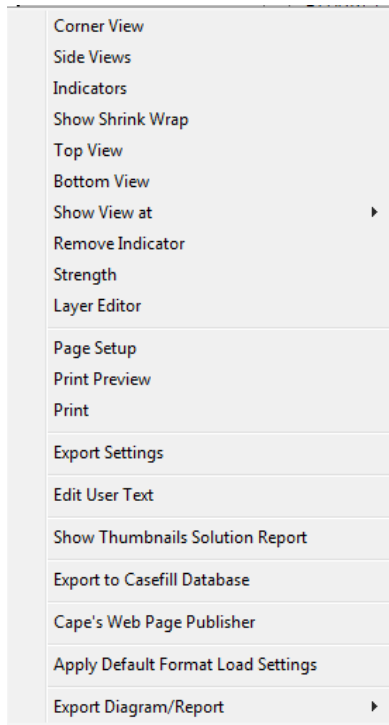 Corner View
Side Views
Indicators
Show Shrink Wrap
Top View
Bottom View
Show View at
Remove Indicator
Strength
Layer Editor
Page Setup
Print Preview
Print
Export Settings
Edit User Text
Show Thumbnails Solution Report
Export to Casefill Database
Cape's Web Page Publisher
Apply Default Format Load Settings
Export Diagram/Report